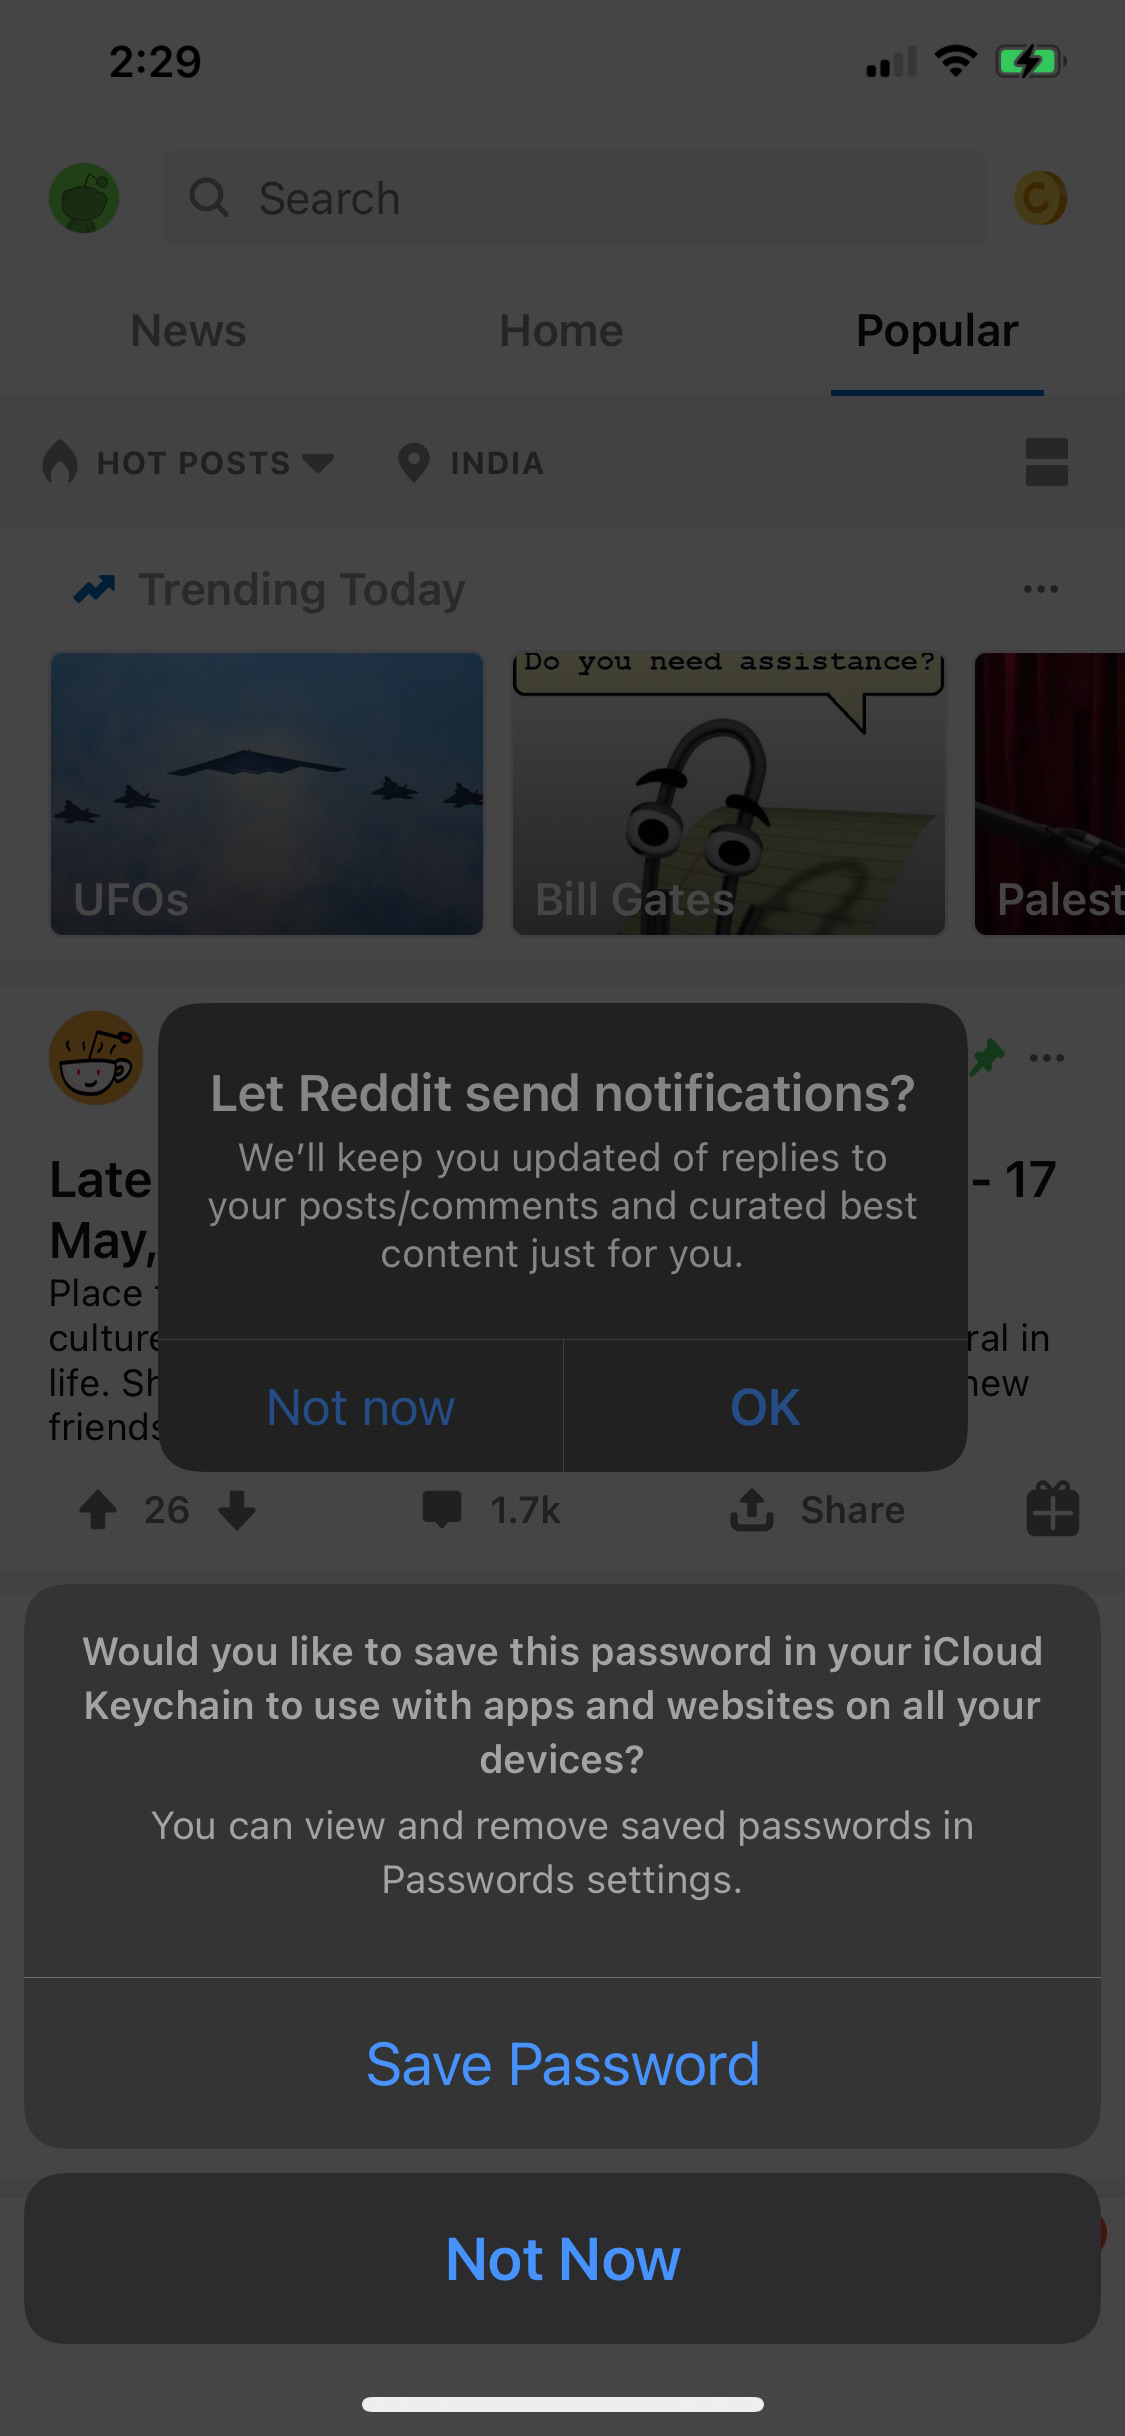 2:29
Search
News Home Popular
HOT POSTS INDIA
Trending Today
Do you need assistance?
UFOs
Bill Gates
Palest
Let Reddit send notifications?
We’ll keep you updated of replies to
your posts/comments and curated best
content just for you.
Not now OK
Late - 17
May,
Place
culture ral in
life. Sh new
friends
26 1.7k Share
Would you like to save this password in your iCloud
Keychain to use with apps and websites on all your
devices?
You can view and remove saved passwords in
Passwords settings.
Save Password
Not Now